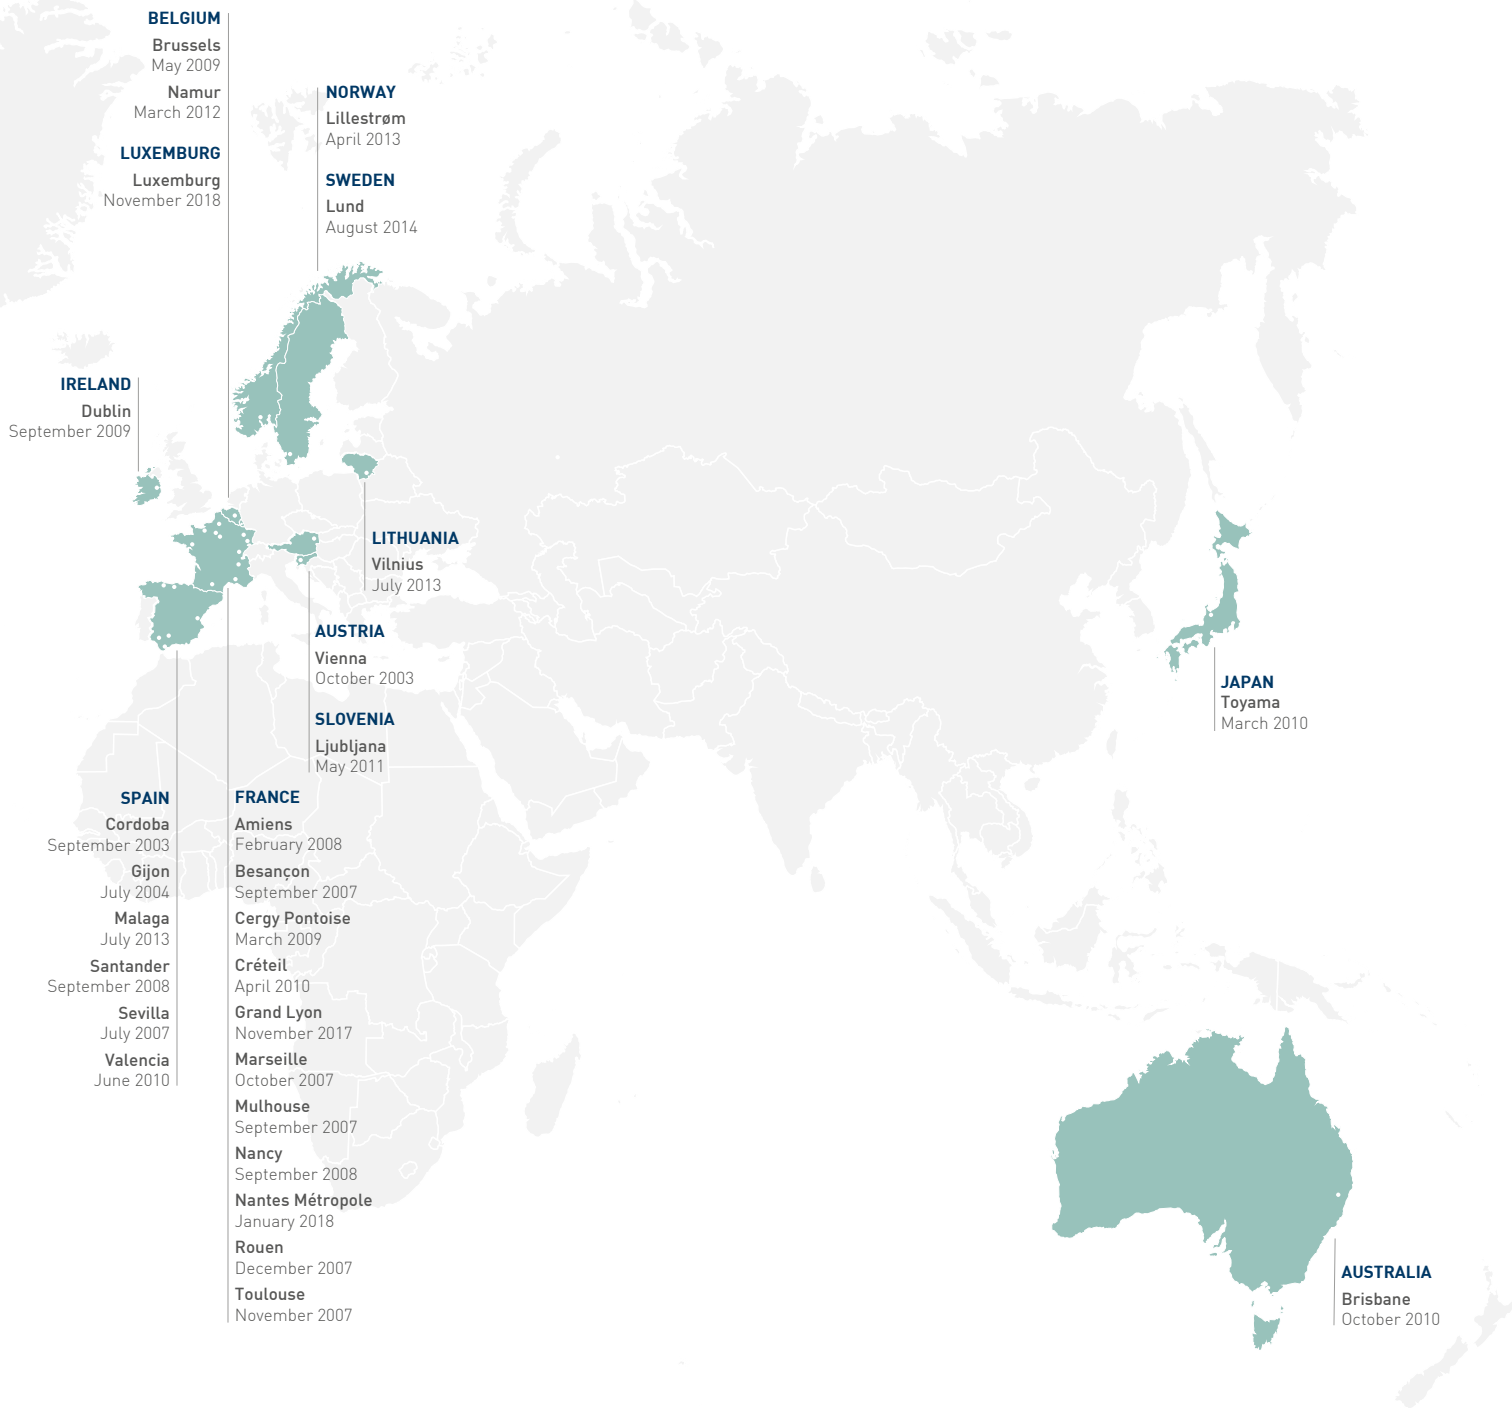 BELGIUM
Brussels
May 2009
Namur
March 2012
LUXEMBURG
Luxemburg
November 2018
NORWAY
Lillestrøm
April 2013
SWEDEN
Lund
August 2014
IRELAND
Dublin
September 2009
LITHUANIA
Vilnius
July 2013
AUSTRIA
Vienna
October 2003
SLOVENIA
Ljubljana
May 2011
JAPAN
Toyama
March 2010
SPAIN
Cordoba
September 2003
Gijon
July 2004
Malaga
July 2013
Santander
September 2008
Sevilla
July 2007
Valencia
June 2010
FRANCE
Amiens
February 2008
Besançon
September 2007
Cergy Pontoise
March 2009
Créteil
April 2010
Grand Lyon
November 2017
Marseille
October 2007
Mulhouse
September 2007
Nancy
September 2008
Nantes Métropole
January 2018
Rouen
December 2007
Toulouse
November 2007
AUSTRALIA
Brisbane
October 2010